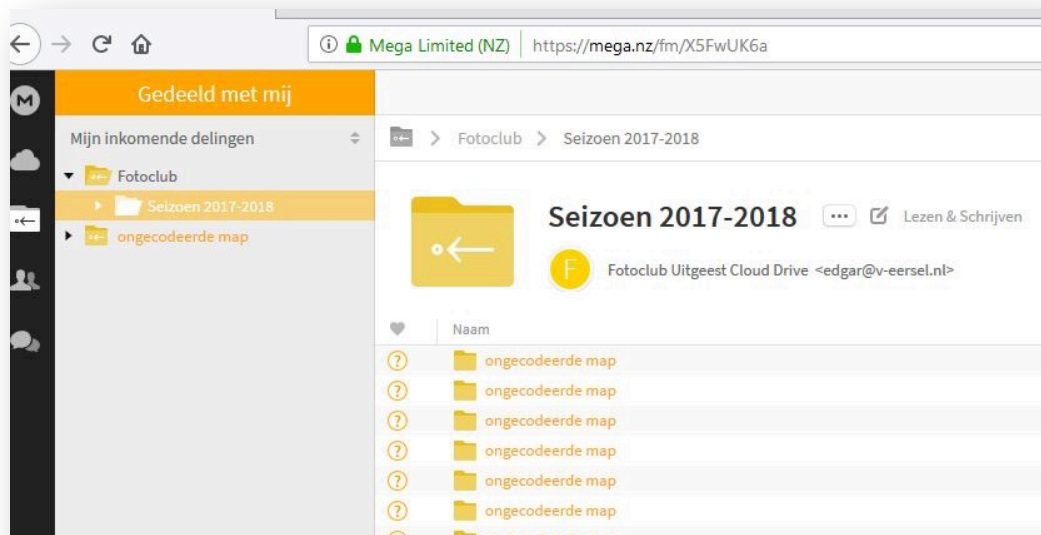 Mega Limited (NZ) https://mega.nz/fm/X5FwUK6a
Gedeeld met mij
Mijn inkomende delingen
Fotoclub
Seizoen 2017-2018
ongecodeerde map
Fotoclub > Seizoen 2017-2018
Seizoen 2017-2018 ... Lezen & Schrijven
F Fotoclub Uitgeest Cloud Drive <edgar@v-eersel.nl>
Naam
? ongecodeerde map
? ongecodeerde map
? ongecodeerde map
? ongecodeerde map
? ongecodeerde map
? ongecodeerde map